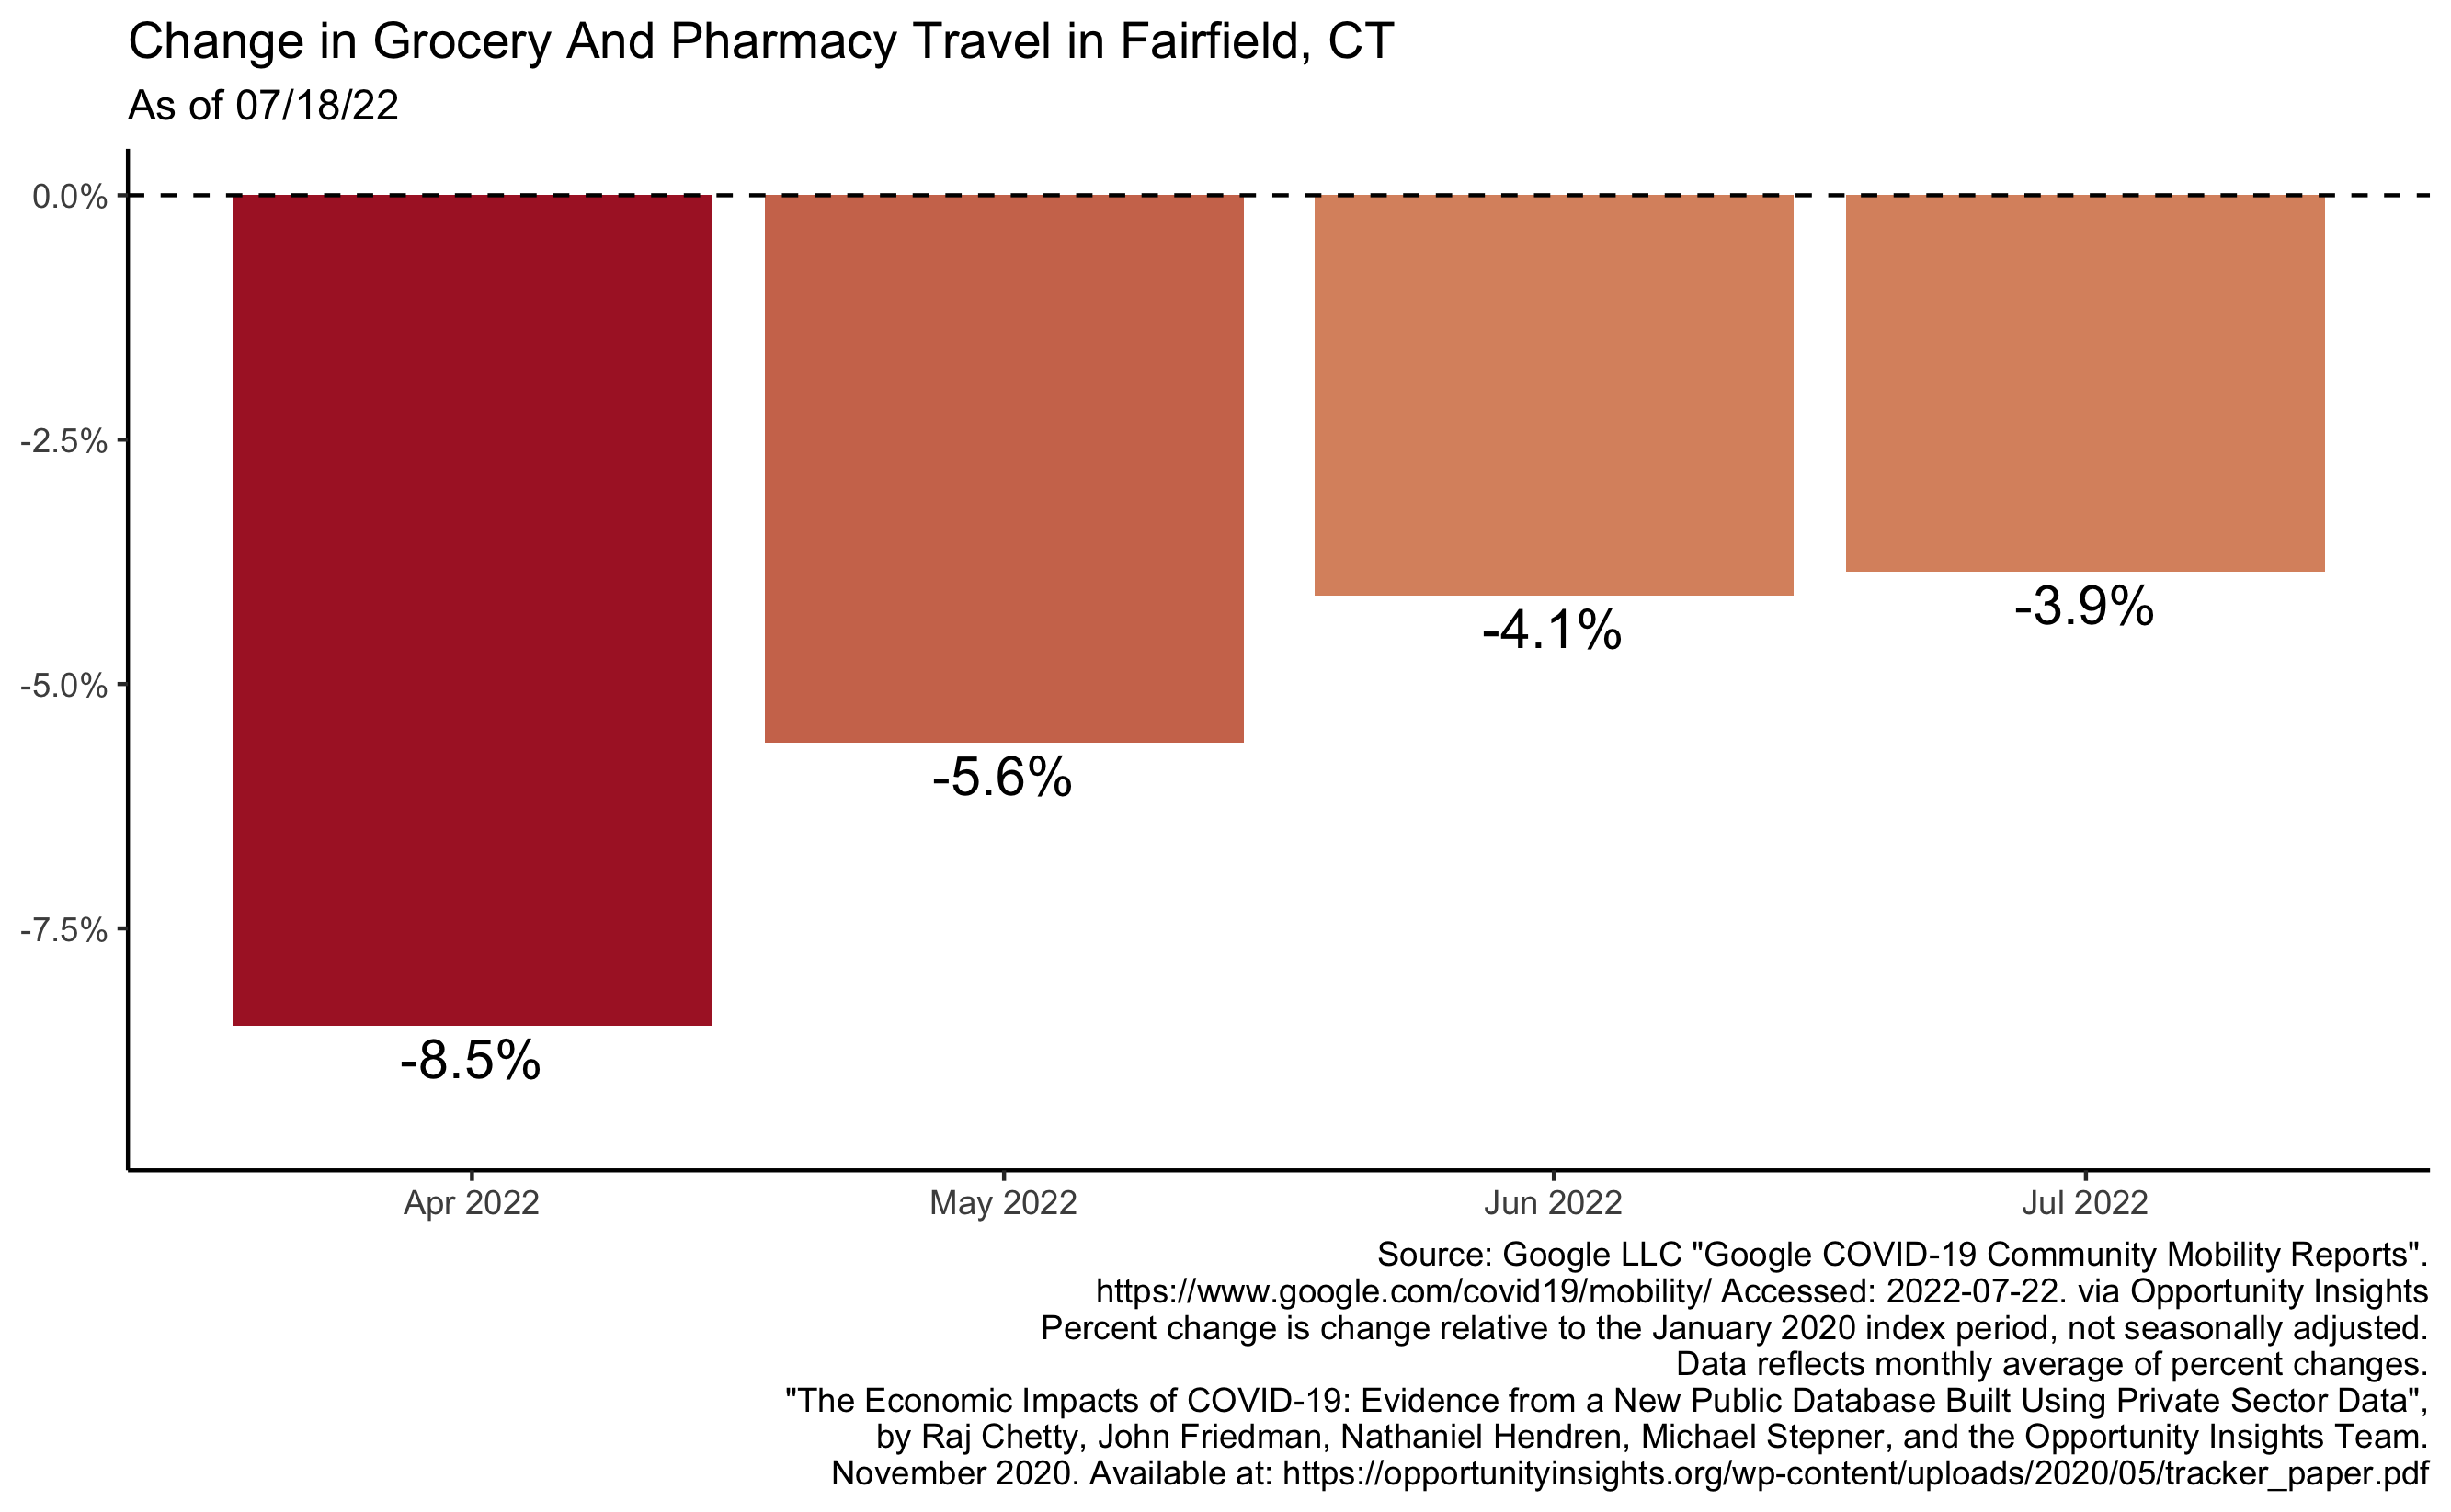 Change in Grocery And Pharmacy Travel in Fairfield, CT
As of 07/18/22
0.0%
-2.5%
-5.0%
-7.5%
-8.5%
-5.6%
-4.1%
-3.9%
Apr 2022
May 2022
Jun 2022
Jul 2022
Source: Google LLC "Google COVID-19 Community Mobility Reports".
https://www.google.com/covid19/mobility/ Accessed: 2022-07-22. via Opportunity Insights
Percent change is change relative to the January 2020 index period, not seasonally adjusted.
Data reflects monthly average of percent changes.
"The Economic Impacts of COVID-19: Evidence from a New Public Database Built Using Private Sector Data",
by Raj Chetty, John Friedman, Nathaniel Hendren, Michael Stepner, and the Opportunity Insights Team.
November 2020. Available at: https://opportunityinsights.org/wp-content/uploads/2020/05/tracker_paper.pdf